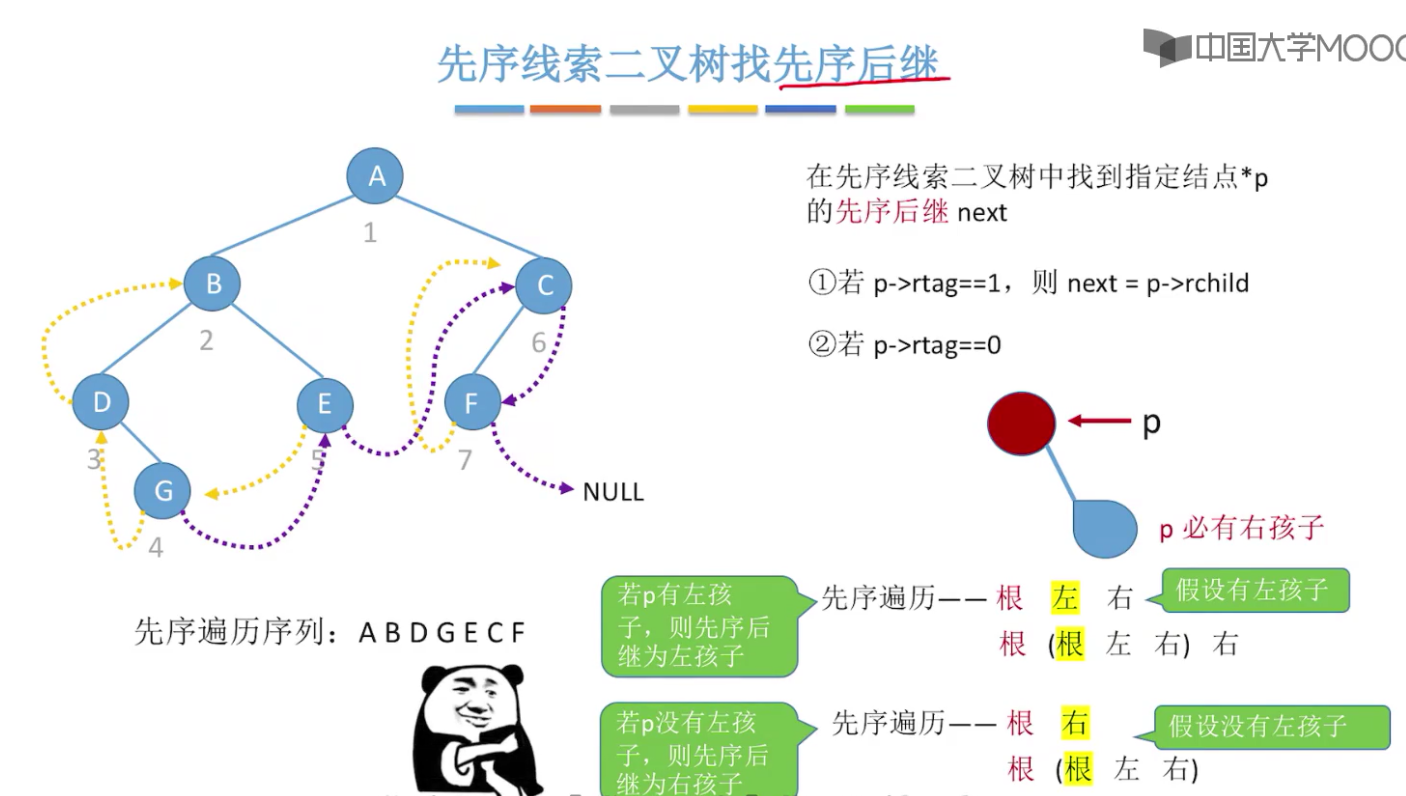 先序线索二叉树找先序后继
中国大学MOOC
A
1
B
C
2
6
D
E
F
3
5
7
G
4
NULL
先序遍历序列：A B D G E C F
在先序线索二叉树中找到指定结点*p
的先序后继 next
①若 p->rtag==1，则 next = p->rchild
②若 p->rtag==0
p
p 必有右孩子
若p有左孩
子，则先序后
继为左孩子
先序遍历—— 根 左 右
假设有左孩子
根 (根 左 右) 右
若p没有左孩
子，则先序后
继为右孩子
先序遍历—— 根 右
假设没有左孩子
根 (根 左 右)